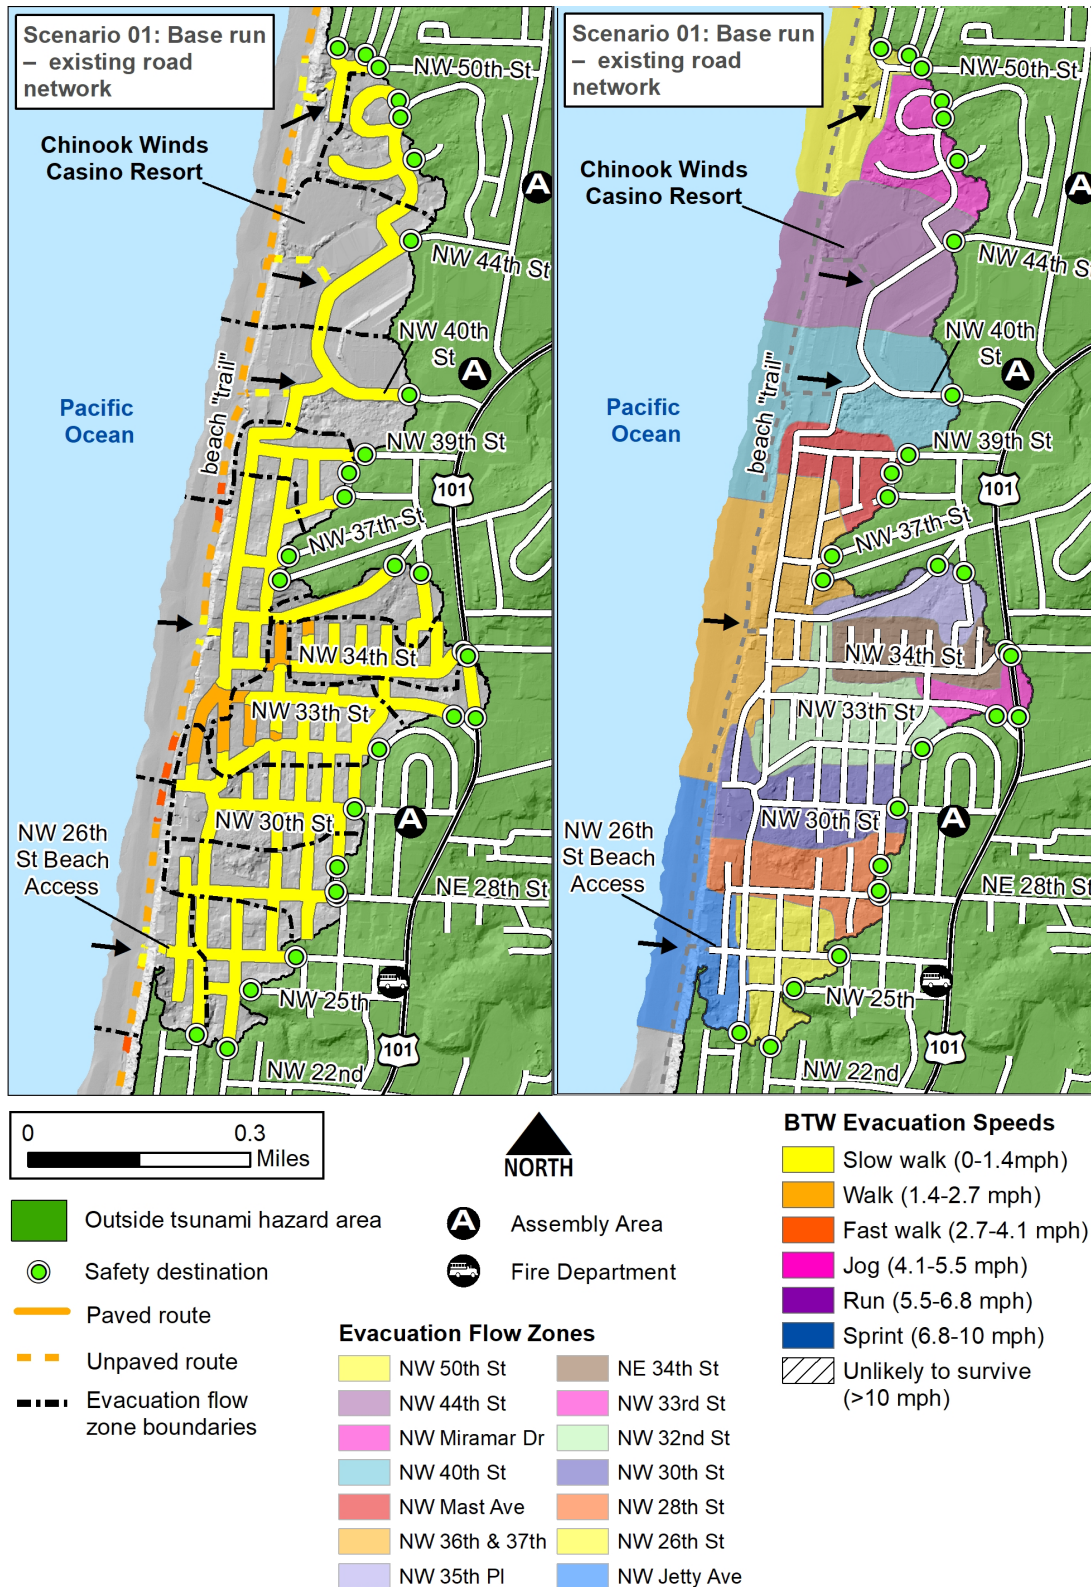 Scenario 01: Base run
– existing road
network
NW 50th St
Chinook Winds
Casino Resort
A
NW 44th St
NW 40th
St
A
beach "trail"
Pacific
Ocean
NW 39th St
101
NW 37th St
NW 34th St
NW 33th St
NW 30th St
A
NW 26th
St Beach
Access
NE 28th St
NW 25th
101
NW 22nd
Scenario 01: Base run
– existing road
network
NW 50th St
Chinook Winds
Casino Resort
A
NW 44th St
NW 40th
St
A
beach "trail"
Pacific
Ocean
NW 39th St
101
NW 37th St
NW 34th St
NW 33th St
NW 30th St
A
NW 26th
St Beach
Access
NE 28th St
NW 25th
101
NW 22nd
0 0.3
Miles
NORTH
Outside tsunami hazard area
Safety destination
Paved route
Unpaved route
Evacuation flow
zone boundaries
A Assembly Area
Fire Department
Evacuation Flow Zones
NW 50th St
NW 44th St
NW Miramar Dr
NW 40th St
NW Mast Ave
NW 36th & 37th
NW 35th Pl
NE 34th St
NW 33rd St
NW 32nd St
NW 30th St
NW 28th St
NW 26th St
NW Jetty Ave
BTW Evacuation Speeds
Slow walk (0-1.4mph)
Walk (1.4-2.7 mph)
Fast walk (2.7-4.1 mph)
Jog (4.1-5.5 mph)
Run (5.5-6.8 mph)
Sprint (6.8-10 mph)
Unlikely to survive
(>10 mph)